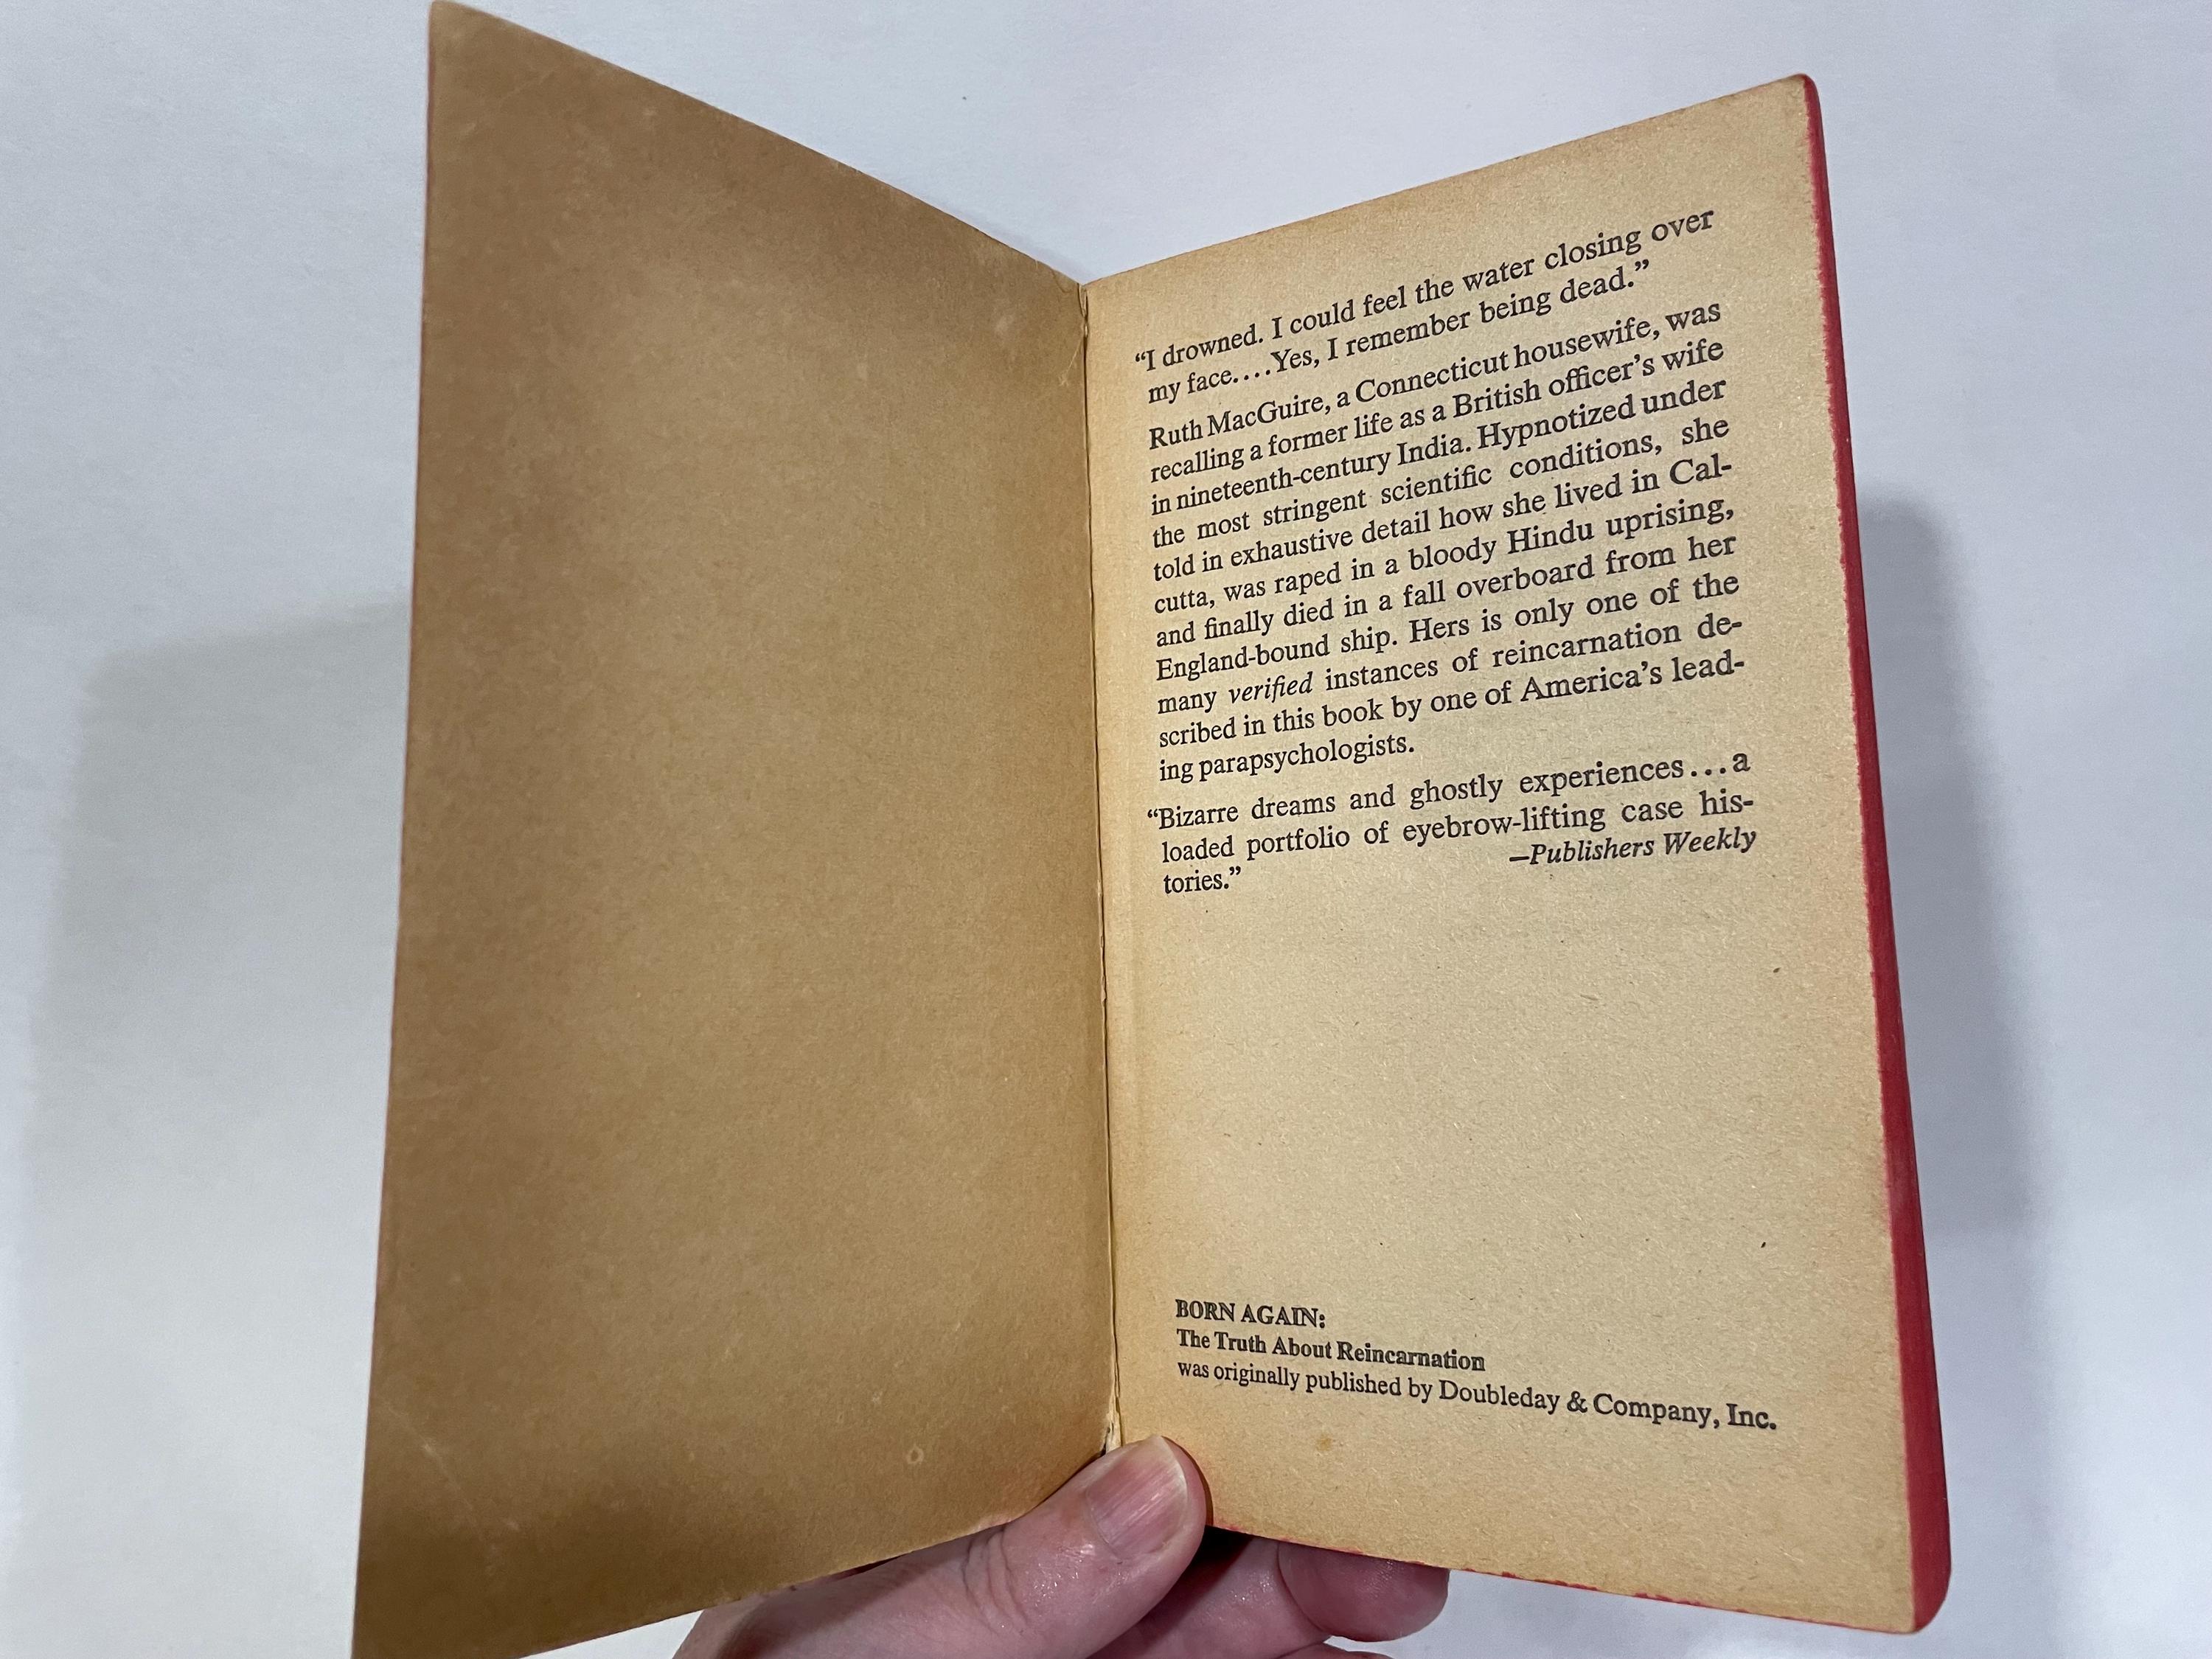 “I drowned. I could feel the water closing over
my face....Yes, I remember being dead.”
Ruth MacGuire, a Connecticut housewife, was
recalling a former life as a British officer’s wife
in nineteenth-century India. Hypnotized under
the most stringent scientific conditions, she
told in exhaustive detail how she lived in Cal-
cutta, was raped in a bloody Hindu uprising,
and finally died in a fall overboard from her
England-bound ship. Hers is only one of the
many verified instances of reincarnation de-
scribed in this book by one of America’s lead-
ing parapsychologists.
“Bizarre dreams and ghostly experiences...a
loaded portfolio of eyebrow-lifting case his-
tories.” —Publishers Weekly
BORN AGAIN:
The Truth About Reincarnation
was originally published by Doubleday & Company, Inc.